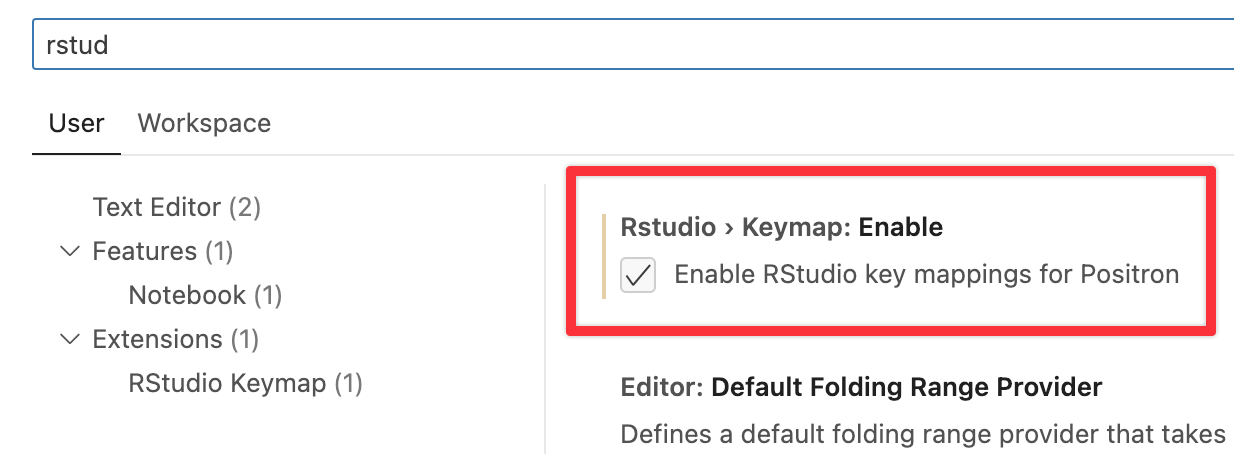 rstud
User Workspace
Text Editor (2)
Features (1)
Notebook (1)
Extensions (1)
RStudio Keymap (1)
Rstudio › Keymap: Enable
Enable RStudio key mappings for Positron
Editor: Default Folding Range Provider
Defines a default folding range provider that takes